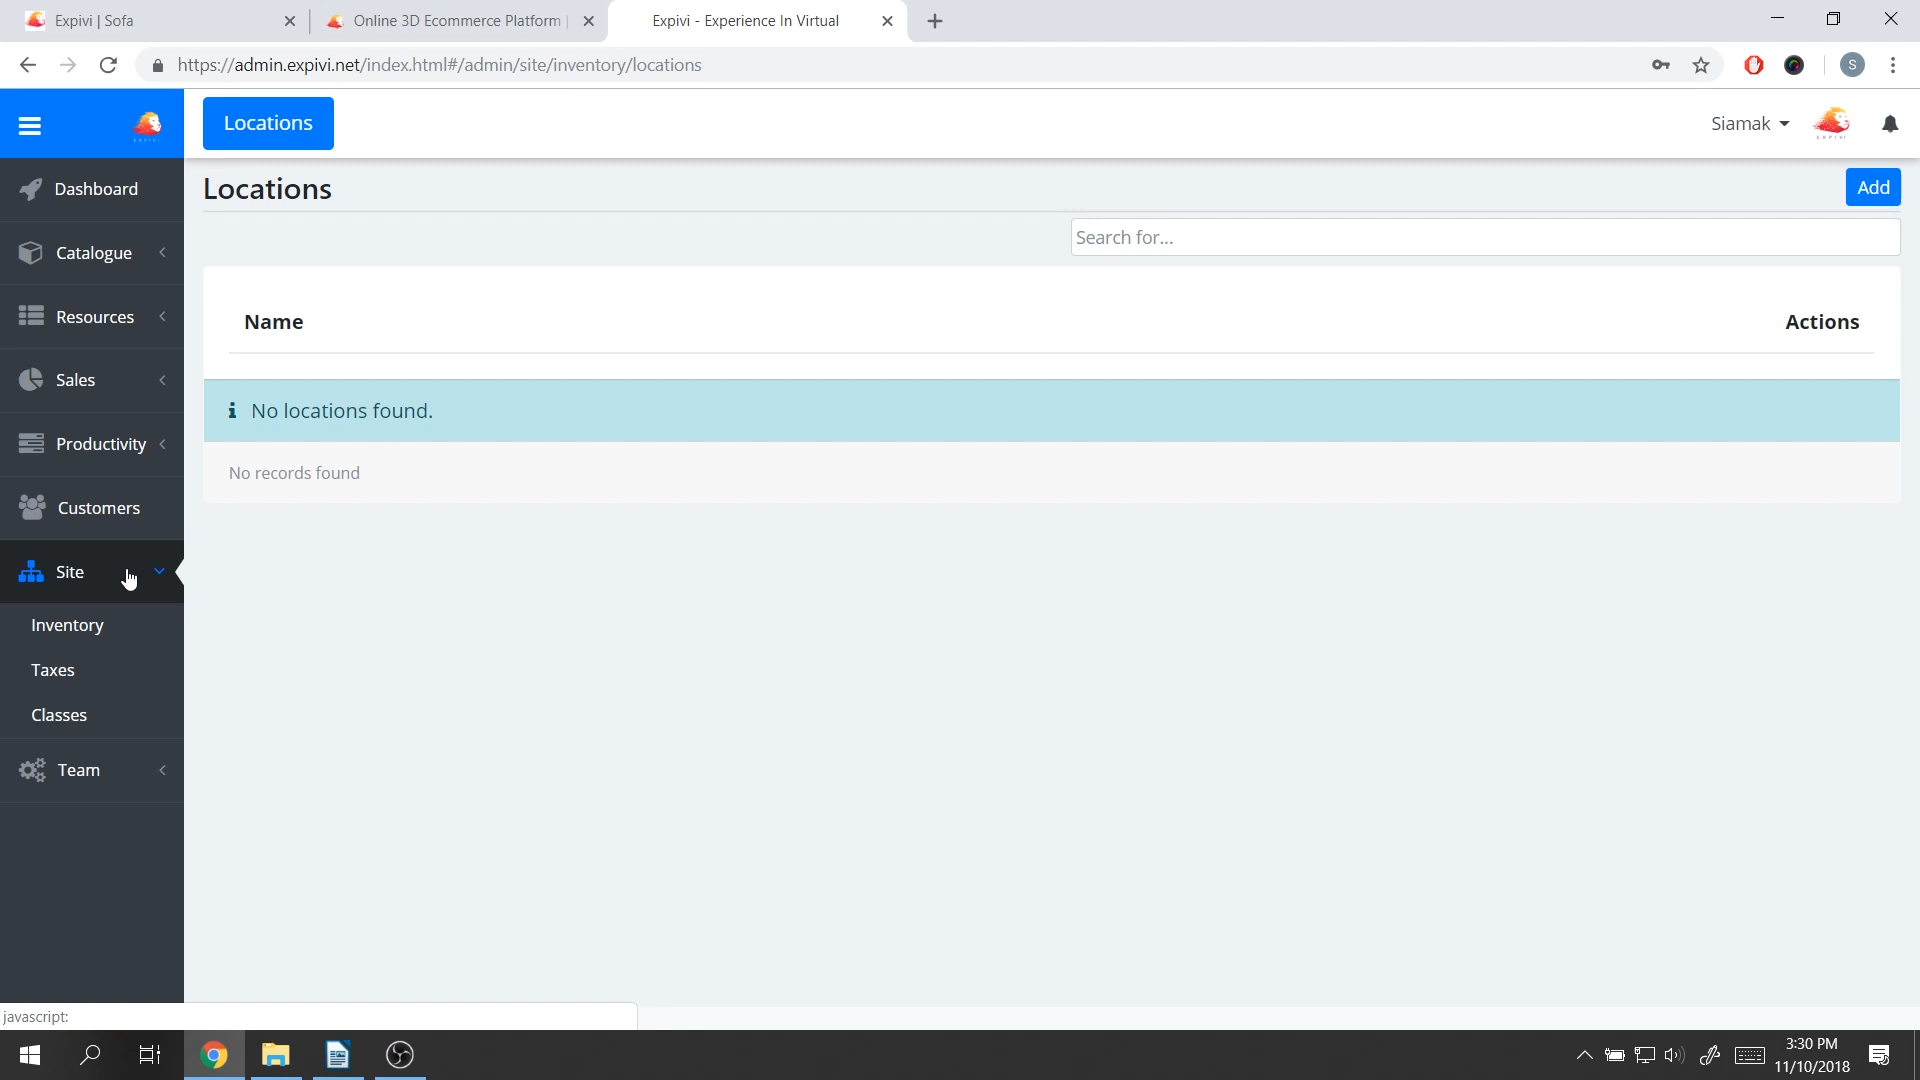 Expivi | Sofa
Online 3D Ecommerce Platform |
Expivi - Experience In Virtual
https://admin.expivi.net/index.html#/admin/site/inventory/locations
S
Locations
Siamak
EXPIVI
Dashboard
Locations
Add
Catalogue
Search for...
Resources
Name
Actions
Sales
No locations found.
Productivity
No records found
Customers
Site
Inventory
Taxes
Classes
Team
javascript:
3:30 PM
11/10/2018